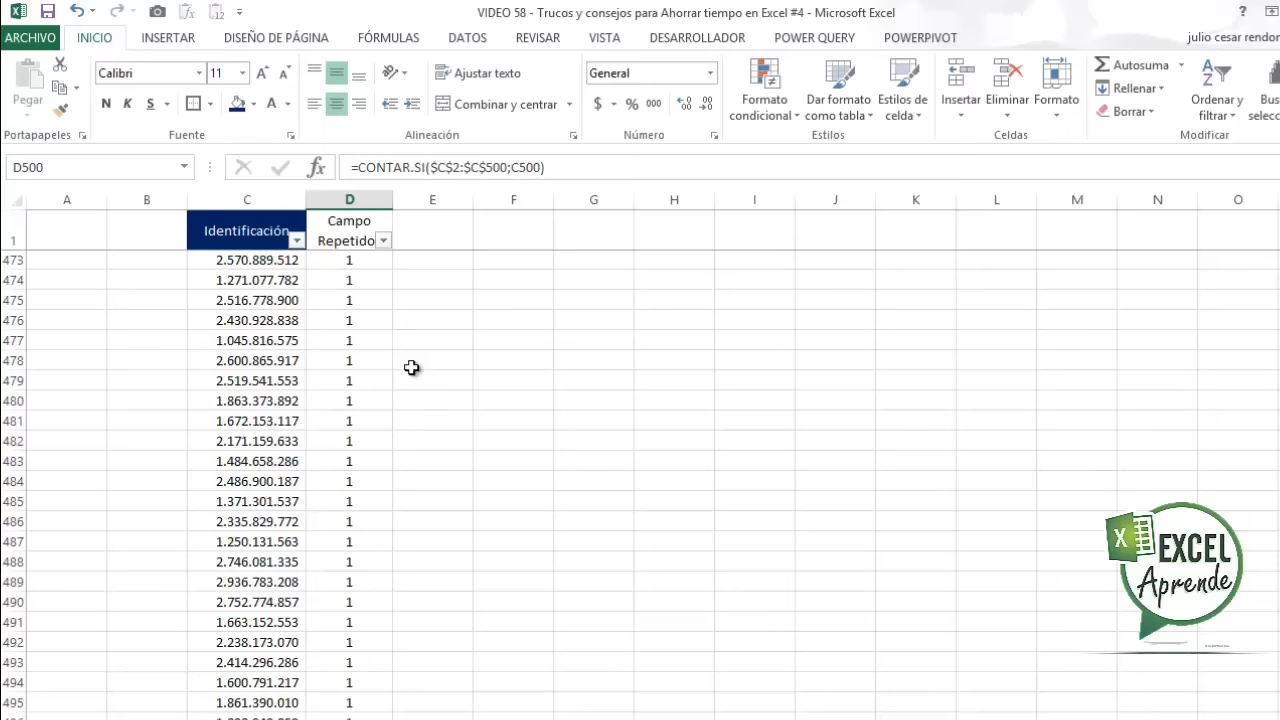 VIDEO 58 - Trucos y consejos para Ahorrar tiempo en Excel #4 - Microsoft Excel
ARCHIVO INICIO INSERTAR DISEÑO DE PÁGINA FÓRMULAS DATOS REVISAR VISTA DESARROLLADOR POWER QUERY POWERPIVOT julio cesar rendor
Pegar
Portapapeles
Calibri 11
N K S
Fuente
Ajustar texto
Combinar y centrar
Alineación
General
$ % 000
Número
Formato condicional
Dar formato como tabla
Estilos de celda
Estilos
Insertar Eliminar Formato
Celdas
Autosuma
Rellenar
Borrar
Ordenar y filtrar
Modificar
D500 fx =CONTAR.SI($C$2:$C$500;C500)
A B C D E F G H I J K L M N O
1 Identificación Campo Repetido
473 2.570.889.512 1
474 1.271.077.782 1
475 2.516.778.900 1
476 2.430.928.838 1
477 1.045.816.575 1
478 2.600.865.917 1
479 2.519.541.553 1
480 1.863.373.892 1
481 1.672.153.117 1
482 2.171.159.633 1
483 1.484.658.286 1
484 2.486.900.187 1
485 1.371.301.537 1
486 2.335.829.772 1
487 1.250.131.563 1
488 2.746.081.335 1
489 2.936.783.208 1
490 2.752.774.857 1
491 1.663.152.553 1
492 2.238.173.070 1
493 2.414.296.286 1
494 1.600.791.217 1
495 1.861.390.010 1
EXCEL
Aprende